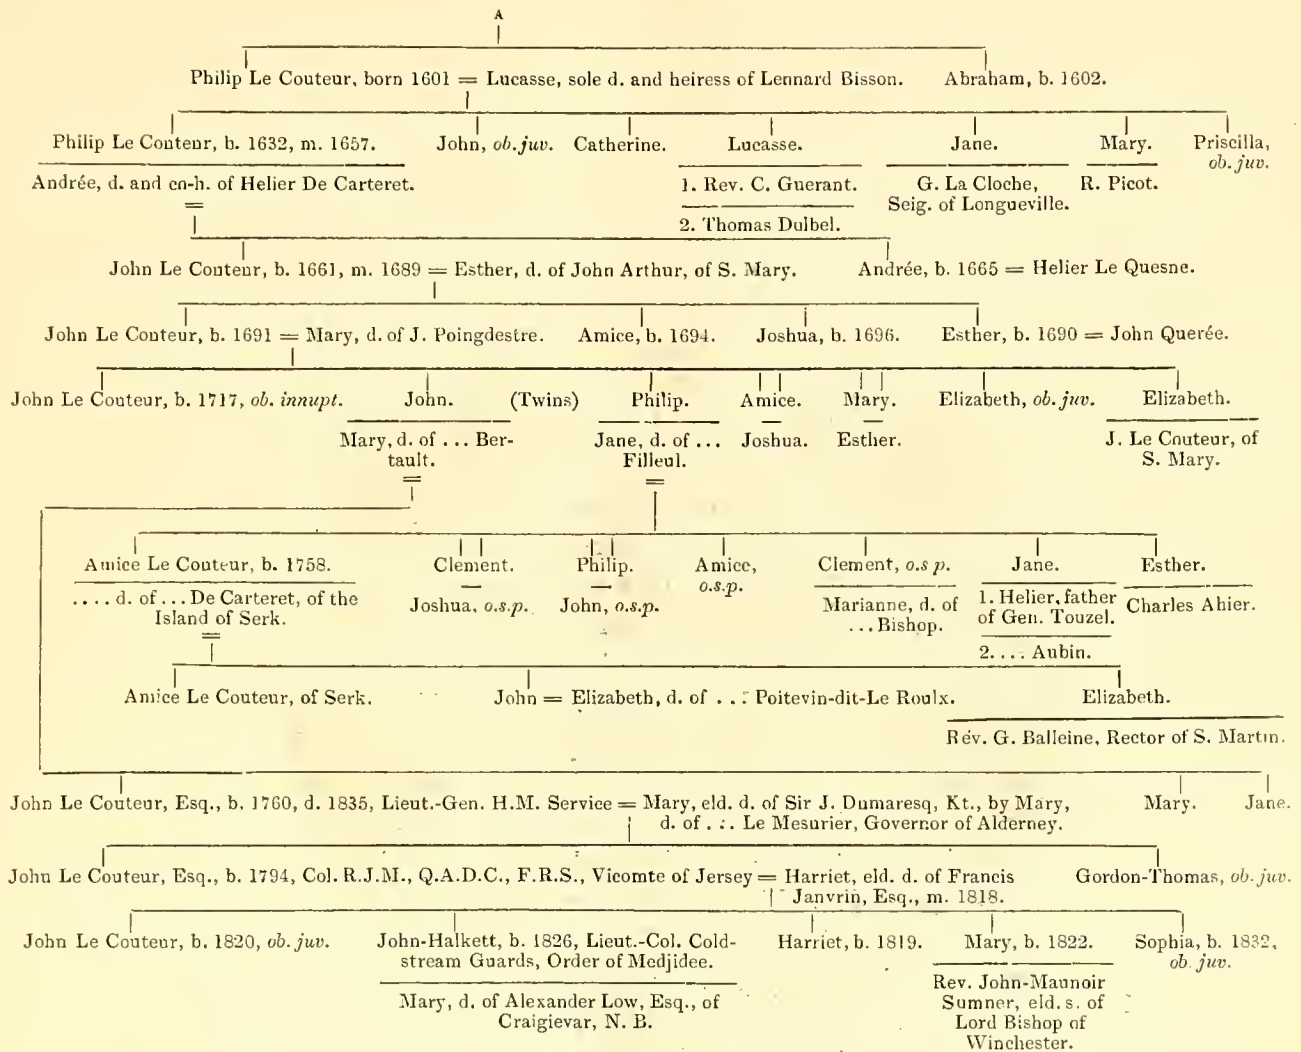 A
Philip Le Couteur, born 1601 = Lucasse, sole d. and heiress of Lennard Bisson. Abraham, b. 1602.
Philip Le Couteur, b. 1632, m. 1657. John, ob. juv. Catherine. Lucasse. Jane. Mary. Priscilla,
ob. juv.
Andrée, d. and co-h. of Helier De Carteret. 1. Rev. C. Guerant. G. La Cloche, R. Picot.
Seig. of Longueville.
=
2. Thomas Dulbel.
John Le Couteur, b. 1661, m. 1689 = Esther, d. of John Arthur, of S. Mary. Andrée, b. 1665 = Helier Le Quesne.
John Le Couteur, b. 1691 = Mary, d. of J. Poingdestre. Amice, b. 1694. Joshua, b. 1696. Esther, b. 1690 = John Querée.
John Le Couteur, b. 1717, ob. innupt. John. (Twins) Philip. Amice. Mary. Elizabeth, ob. juv. Elizabeth.
Mary, d. of ... Ber- Jane, d. of ... Joshua. Esther. J. Le Couteur, of
tault. Filleul. S. Mary.
= =
Amice Le Couteur, b. 1758. Clement. Philip. Amice, Clement, o.s p. Jane. Esther.
o.s.p.
.... d. of ... De Carteret, of the Joshua, o.s.p. John, o.s.p. Marianne, d. of 1. Helier, father Charles Ahier.
Island of Serk. ... Bishop. of Gen. Touzel.
=
2. ... Aubin.
Amice Le Couteur, of Serk. John = Elizabeth, d. of ... Poitevin-dit-Le Roulx. Elizabeth.
Rev. G. Balleine, Rector of S. Martin.
John Le Couteur, Esq., b. 1760, d. 1835, Lieut.-Gen. H.M. Service = Mary, eld. d. of Sir J. Dumaresq, Kt., by Mary, Mary. Jane.
d. of ... Le Mesurier, Governor of Alderney.
John Le Couteur, Esq., b. 1794, Col. R.J.M., Q.A.D.C., F.R.S., Vicomte of Jersey = Harriet, eld. d. of Francis Gordon-Thomas, ob. juv.
Janvrin, Esq., m. 1818.
John Le Couteur, b. 1820, ob. juv. John-Halkett, b. 1826, Lieut.-Col. Cold- Harriet, b. 1819. Mary, b. 1822. Sophia, b. 1832,
stream Guards, Order of Medjidee. ob. juv.
Mary, d. of Alexander Low, Esq., of Rev. John-Maunoir
Craigievar, N. B. Sumner, eld. s. of
Lord Bishop of
Winchester.